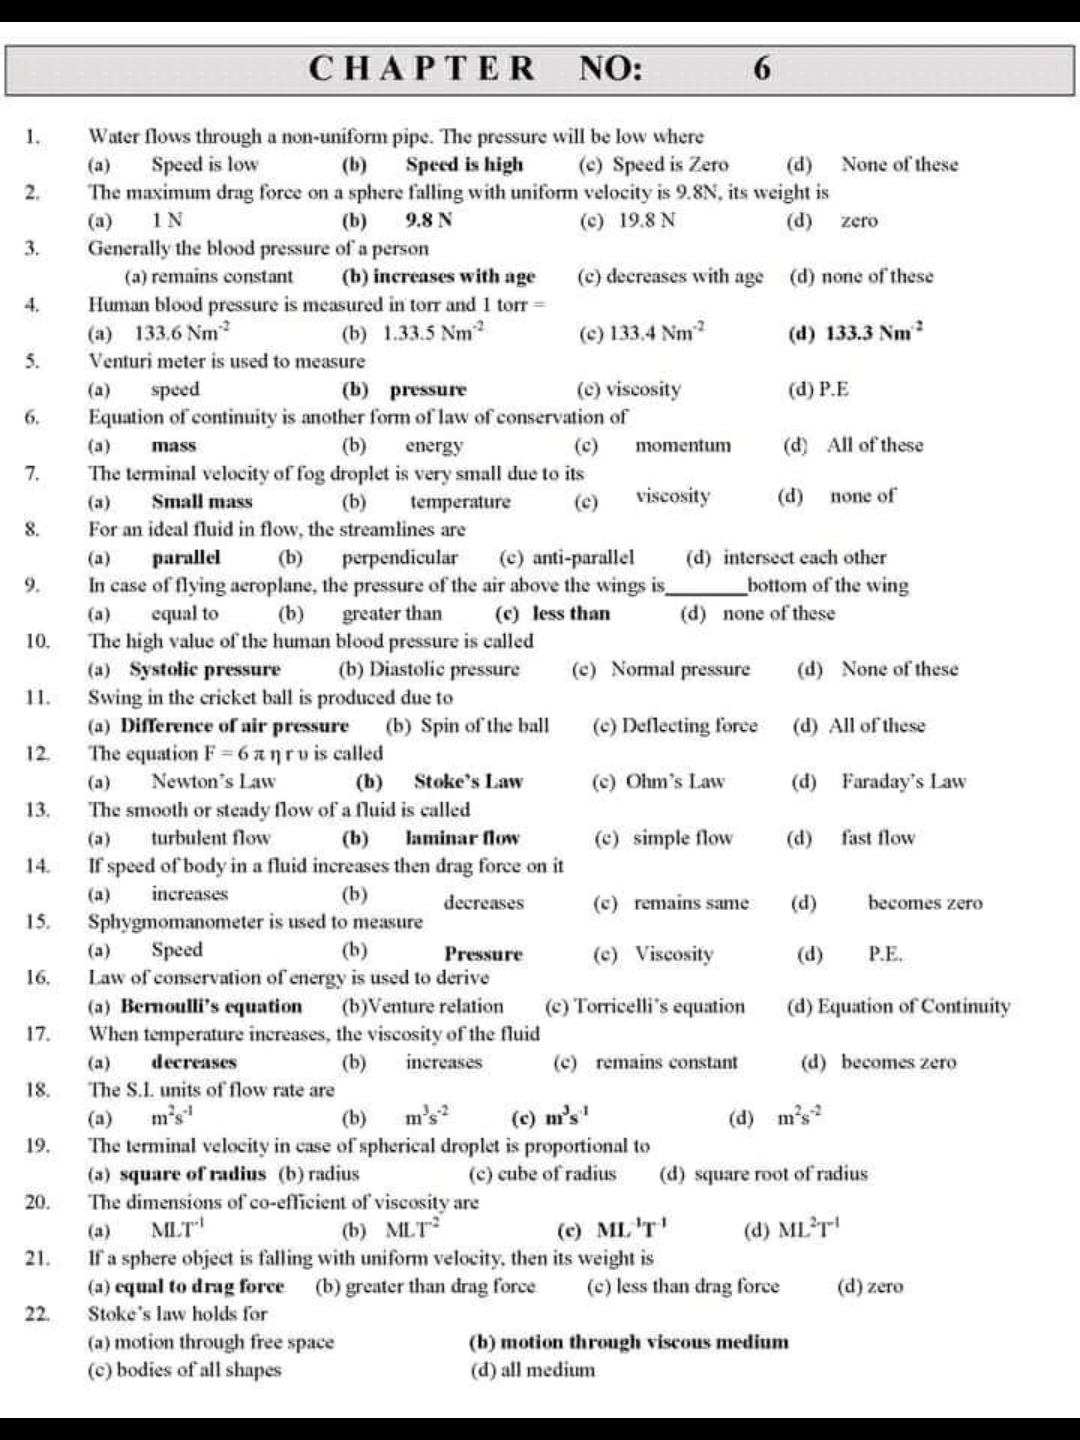 CHAPTER NO: 6
1. Water flows through a non-uniform pipe. The pressure will be low where
(a) Speed is low (b) Speed is high (c) Speed is Zero (d) None of these
2. The maximum drag force on a sphere falling with uniform velocity is 9.8N, its weight is
(a) 1 N (b) 9.8 N (c) 19.8 N (d) zero
3. Generally the blood pressure of a person
(a) remains constant (b) increases with age (c) decreases with age (d) none of these
4. Human blood pressure is measured in torr and 1 torr =
(a) 133.6 Nm⁻² (b) 1.33.5 Nm⁻² (c) 133.4 Nm⁻² (d) 133.3 Nm⁻²
5. Venturi meter is used to measure
(a) speed (b) pressure (c) viscosity (d) P.E
6. Equation of continuity is another form of law of conservation of
(a) mass (b) energy (c) momentum (d) All of these
7. The terminal velocity of fog droplet is very small due to its
(a) Small mass (b) temperature (c) viscosity (d) none of
8. For an ideal fluid in flow, the streamlines are
(a) parallel (b) perpendicular (c) anti-parallel (d) intersect each other
9. In case of flying aeroplane, the pressure of the air above the wings is________bottom of the wing
(a) equal to (b) greater than (c) less than (d) none of these
10. The high value of the human blood pressure is called
(a) Systolic pressure (b) Diastolic pressure (c) Normal pressure (d) None of these
11. Swing in the cricket ball is produced due to
(a) Difference of air pressure (b) Spin of the ball (c) Deflecting force (d) All of these
12. The equation F = 6 π η r υ is called
(a) Newton's Law (b) Stoke's Law (c) Ohm's Law (d) Faraday's Law
13. The smooth or steady flow of a fluid is called
(a) turbulent flow (b) laminar flow (c) simple flow (d) fast flow
14. If speed of body in a fluid increases then drag force on it
(a) increases (b) decreases (c) remains same (d) becomes zero
15. Sphygmomanometer is used to measure
(a) Speed (b) Pressure (c) Viscosity (d) P.E.
16. Law of conservation of energy is used to derive
(a) Bernoulli's equation (b)Venture relation (c) Torricelli's equation (d) Equation of Continuity
17. When temperature increases, the viscosity of the fluid
(a) decreases (b) increases (c) remains constant (d) becomes zero
18. The S.I. units of flow rate are
(a) m²s⁻¹ (b) m³s⁻² (c) m³s⁻¹ (d) m²s⁻²
19. The terminal velocity in case of spherical droplet is proportional to
(a) square of radius (b) radius (c) cube of radius (d) square root of radius
20. The dimensions of co-efficient of viscosity are
(a) MLT⁻¹ (b) MLT⁻² (c) ML⁻¹T⁻¹ (d) ML²T⁻¹
21. If a sphere object is falling with uniform velocity, then its weight is
(a) equal to drag force (b) greater than drag force (c) less than drag force (d) zero
22. Stoke's law holds for
(a) motion through free space (b) motion through viscous medium
(c) bodies of all shapes (d) all medium